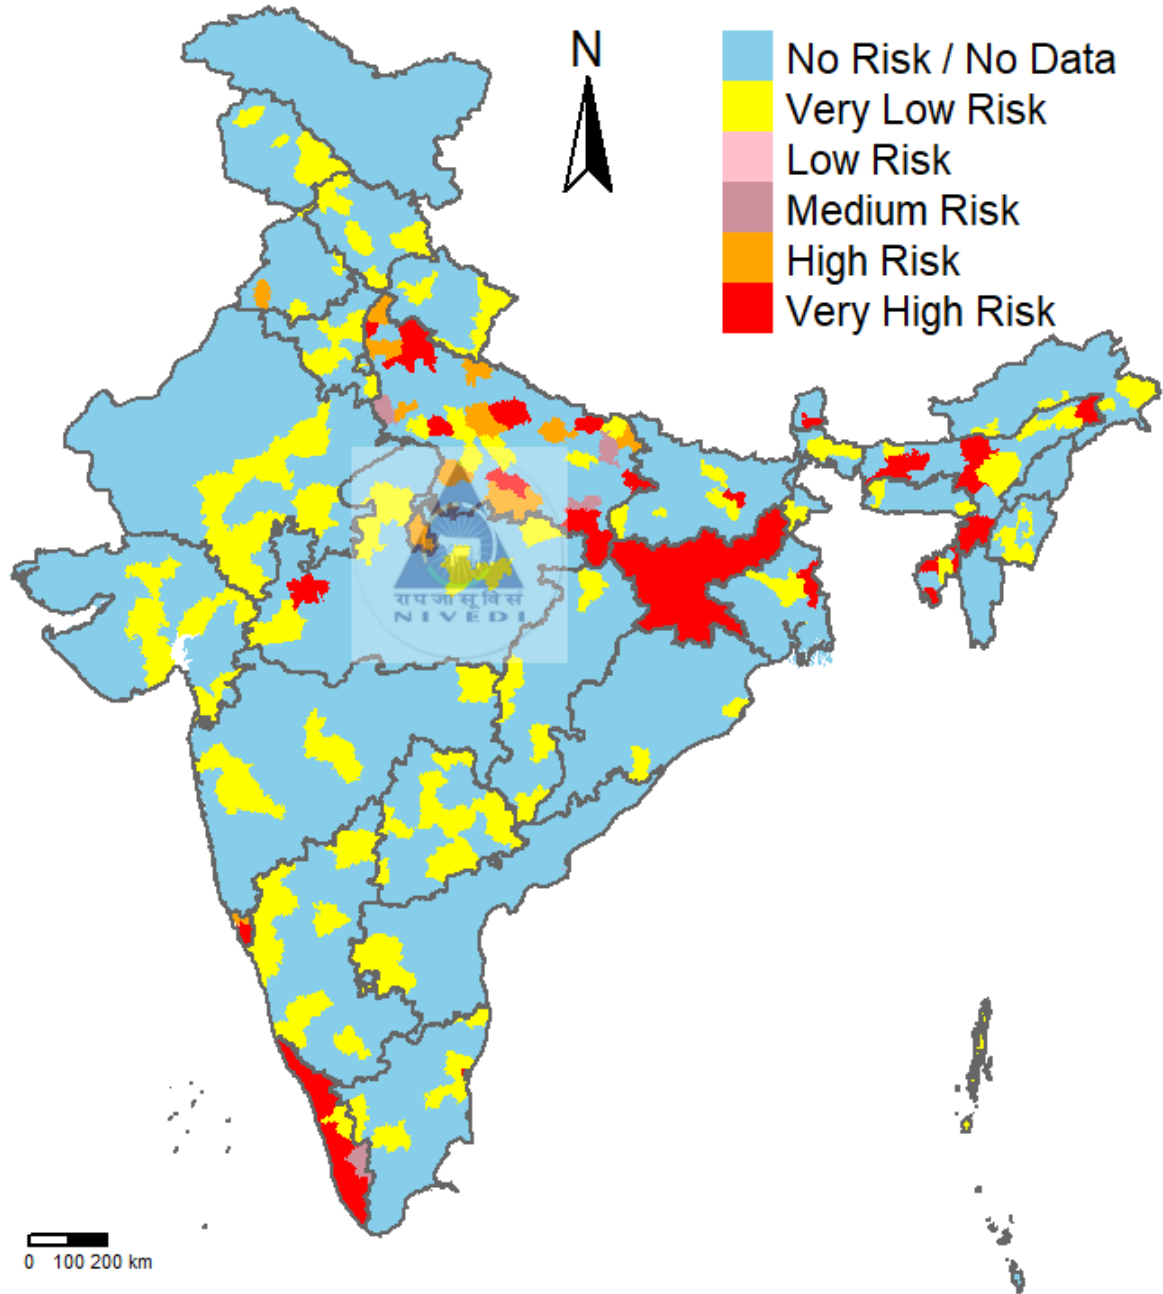 N
No Risk / No Data
Very Low Risk
Low Risk
Medium Risk
High Risk
Very High Risk
रापजासूविसं
NIVEDI
0 100 200 km